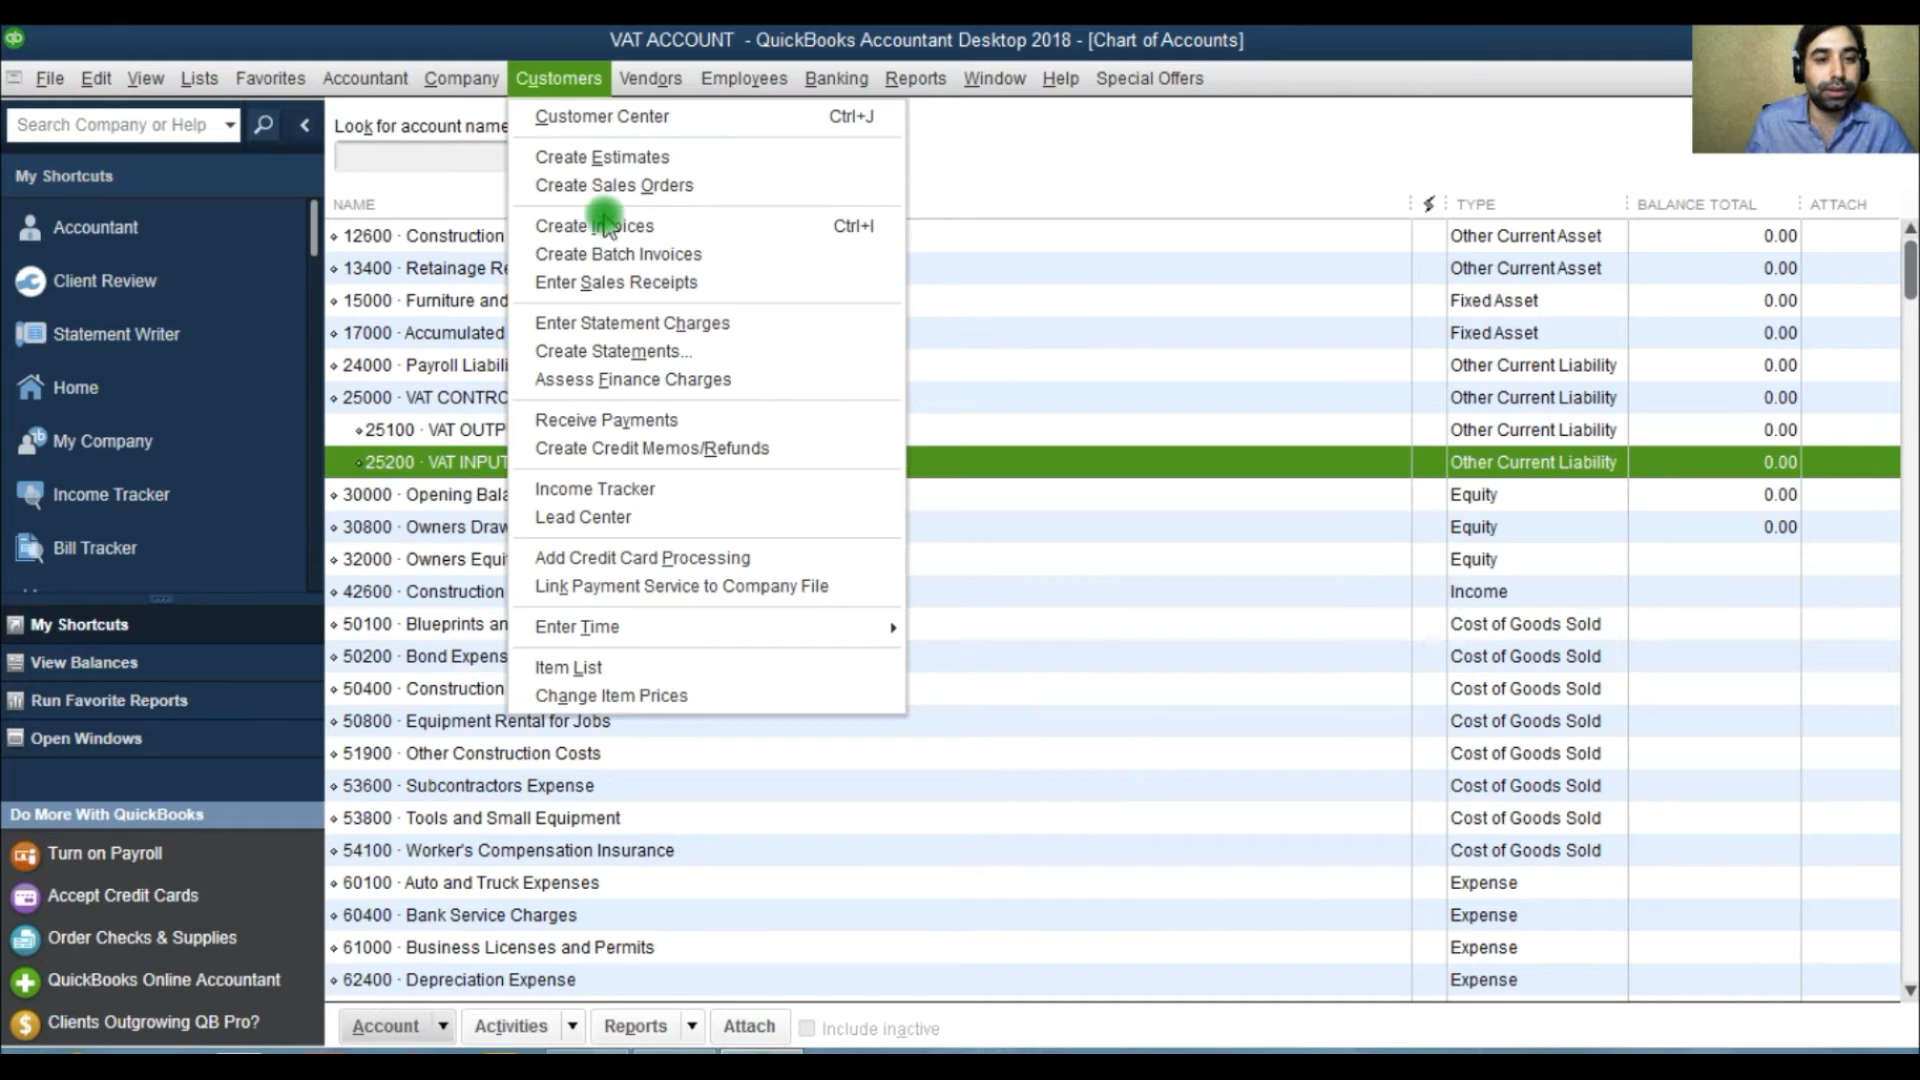 qb
VAT ACCOUNT - QuickBooks Accountant Desktop 2018 - [Chart of Accounts]
File Edit View Lists Favorites Accountant Company Customers Vendors Employees Banking Reports Window Help Special Offers
Search Company or Help
My Shortcuts
Accountant
Client Review
Statement Writer
Home
My Company
Income Tracker
Bill Tracker
My Shortcuts
View Balances
Run Favorite Reports
Open Windows
Do More With QuickBooks
Turn on Payroll
Accept Credit Cards
Order Checks & Supplies
QuickBooks Online Accountant
Clients Outgrowing QB Pro?
Look for account name
Customer Center Ctrl+J
Create Estimates
Create Sales Orders
Create Invoices Ctrl+I
Create Batch Invoices
Enter Sales Receipts
Enter Statement Charges
Create Statements...
Assess Finance Charges
Receive Payments
Create Credit Memos/Refunds
Income Tracker
Lead Center
Add Credit Card Processing
Link Payment Service to Company File
Enter Time
Item List
Change Item Prices
NAME TYPE BALANCE TOTAL ATTACH
12600 · Construction Other Current Asset 0.00
13400 · Retainage Re Other Current Asset 0.00
15000 · Furniture and Fixed Asset 0.00
17000 · Accumulated Fixed Asset 0.00
24000 · Payroll Liabili Other Current Liability 0.00
25000 · VAT CONTRO Other Current Liability 0.00
25100 · VAT OUTP Other Current Liability 0.00
25200 · VAT INPUT Other Current Liability 0.00
30000 · Opening Bala Equity 0.00
30800 · Owners Draw Equity 0.00
32000 · Owners Equi Equity
42600 · Construction Income
50100 · Blueprints an Cost of Goods Sold
50200 · Bond Expens Cost of Goods Sold
50400 · Construction Cost of Goods Sold
50800 · Equipment Rental for Jobs Cost of Goods Sold
51900 · Other Construction Costs Cost of Goods Sold
53600 · Subcontractors Expense Cost of Goods Sold
53800 · Tools and Small Equipment Cost of Goods Sold
54100 · Worker's Compensation Insurance Cost of Goods Sold
60100 · Auto and Truck Expenses Expense
60400 · Bank Service Charges Expense
61000 · Business Licenses and Permits Expense
62400 · Depreciation Expense Expense
Account Activities Reports Attach Include inactive